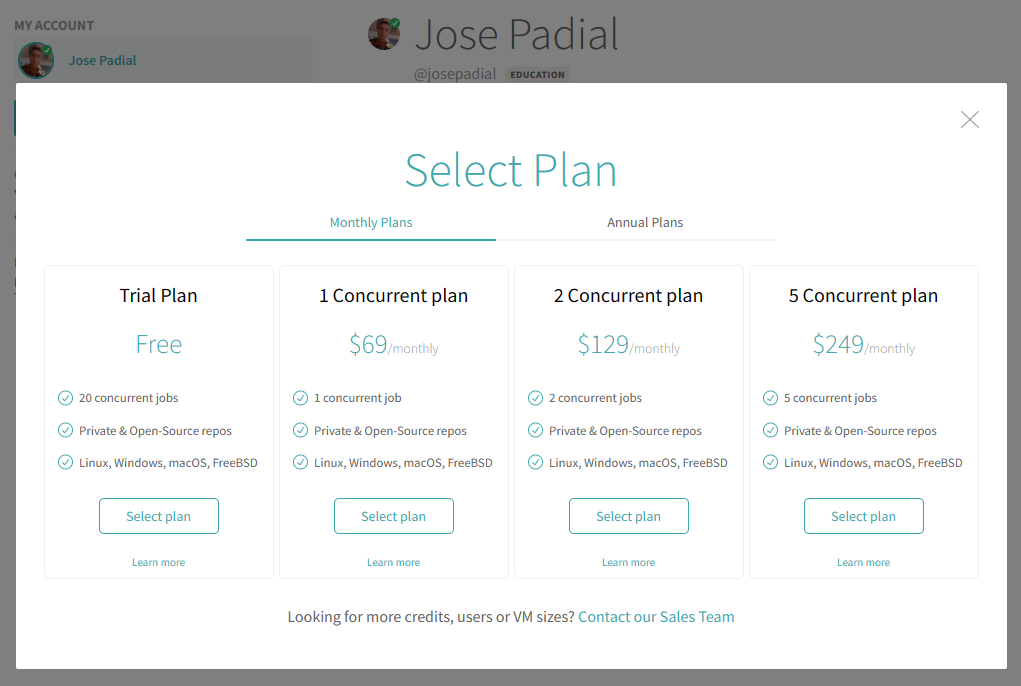 MY ACCOUNT
Jose Padial
Jose Padial
@josepadial EDUCATION
Select Plan
Monthly Plans
Annual Plans
Trial Plan
Free
20 concurrent jobs
Private & Open-Source repos
Linux, Windows, macOS, FreeBSD
Select plan
Learn more
1 Concurrent plan
$69/monthly
1 concurrent job
Private & Open-Source repos
Linux, Windows, macOS, FreeBSD
Select plan
Learn more
2 Concurrent plan
$129/monthly
2 concurrent jobs
Private & Open-Source repos
Linux, Windows, macOS, FreeBSD
Select plan
Learn more
5 Concurrent plan
$249/monthly
5 concurrent jobs
Private & Open-Source repos
Linux, Windows, macOS, FreeBSD
Select plan
Learn more
Looking for more credits, users or VM sizes? Contact our Sales Team